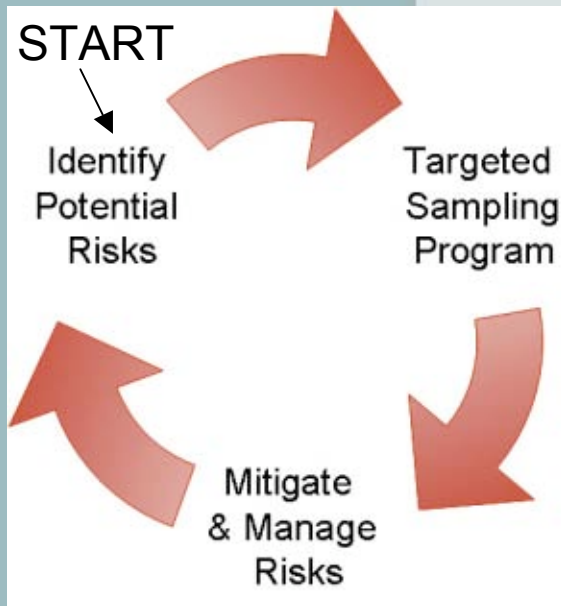 START
Identify
Potential
Risks
Targeted
Sampling
Program
Mitigate
& Manage
Risks